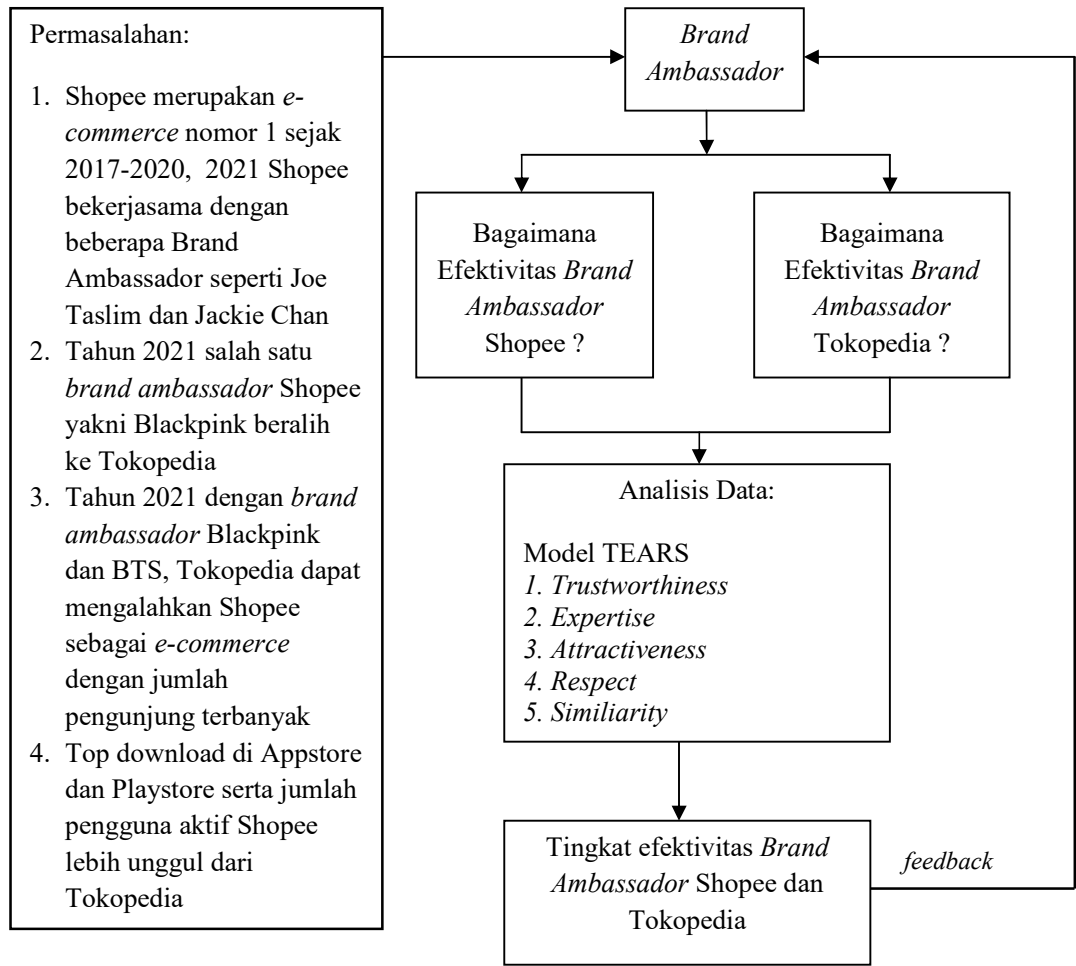 Permasalahan:
1. Shopee merupakan e-
commerce nomor 1 sejak
2017-2020, 2021 Shopee
bekerjasama dengan
beberapa Brand
Ambassador seperti Joe
Taslim dan Jackie Chan
2. Tahun 2021 salah satu
brand ambassador Shopee
yakni Blackpink beralih
ke Tokopedia
3. Tahun 2021 dengan brand
ambassador Blackpink
dan BTS, Tokopedia dapat
mengalahkan Shopee
sebagai e-commerce
dengan jumlah
pengunjung terbanyak
4. Top download di Appstore
dan Playstore serta jumlah
pengguna aktif Shopee
lebih unggul dari
Tokopedia
Brand
Ambassador
Bagaimana
Efektivitas Brand
Ambassador
Shopee ?
Bagaimana
Efektivitas Brand
Ambassador
Tokopedia ?
Analisis Data:
Model TEARS
1. Trustworthiness
2. Expertise
3. Attractiveness
4. Respect
5. Similiarity
Tingkat efektivitas Brand
Ambassador Shopee dan
Tokopedia
feedback